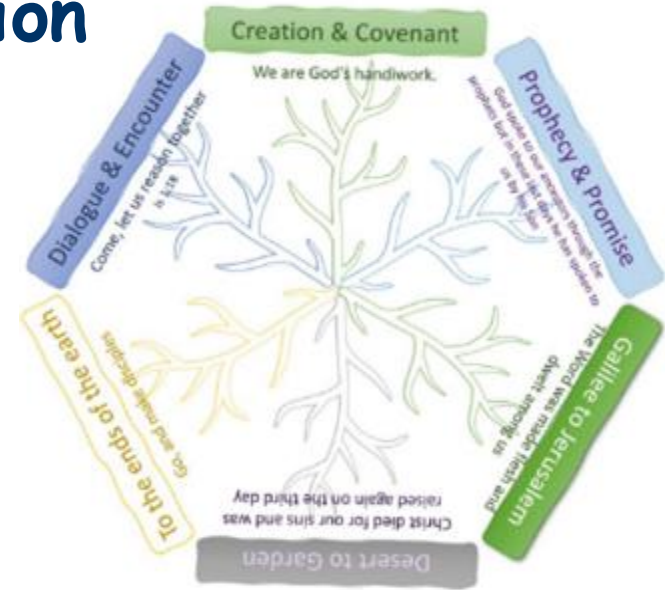 Creation & Covenant
We are God's handiwork.
Prophecy & Promise
God spoke to our ancestors through the
prophets but in these last days he has spoken to
us by his Son
Galilee to Jerusalem
The Word was made flesh and
dwelt among us
Desert to Garden
Christ died for our sins and was
raised again on the third day
To the ends of the earth
Go, and make disciples
Dialogue & Encounter
Come, let us reason together